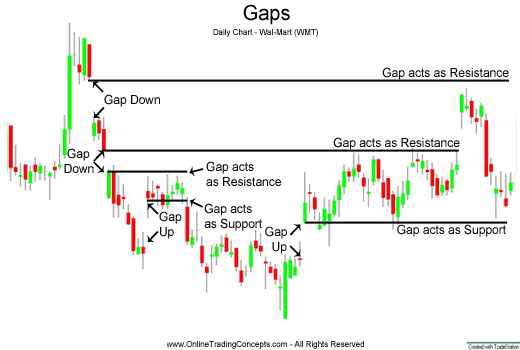 Gaps
Daily Chart - Wal-Mart (WMT)
Gap acts as Resistance
Gap Down
Gap acts as Resistance
Gap
Down
Gap acts
as Resistance
Gap acts
as Support
Gap
Up
Gap
Up
Gap acts as Support
www.OnlineTradingConcepts.com - All Rights Reserved
Created with TradeStation